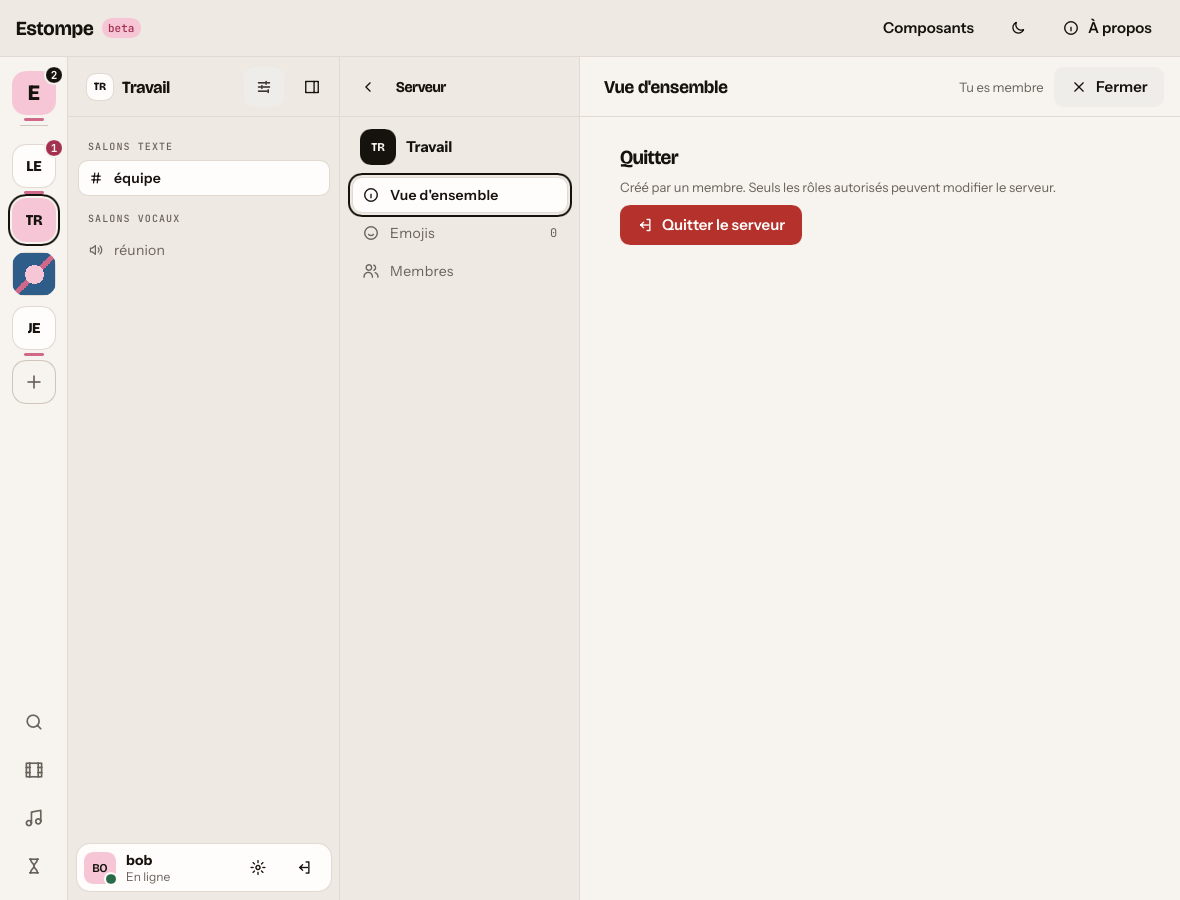 Estompe beta
Composants
À propos
E 2
LE 1
TR
JE
TR Travail
SALONS TEXTE
# équipe
SALONS VOCAUX
réunion
BO bob
En ligne
Serveur
TR Travail
Vue d'ensemble
Emojis 0
Membres
Vue d'ensemble
Tu es membre
Fermer
Quitter
Créé par un membre. Seuls les rôles autorisés peuvent modifier le serveur.
Quitter le serveur